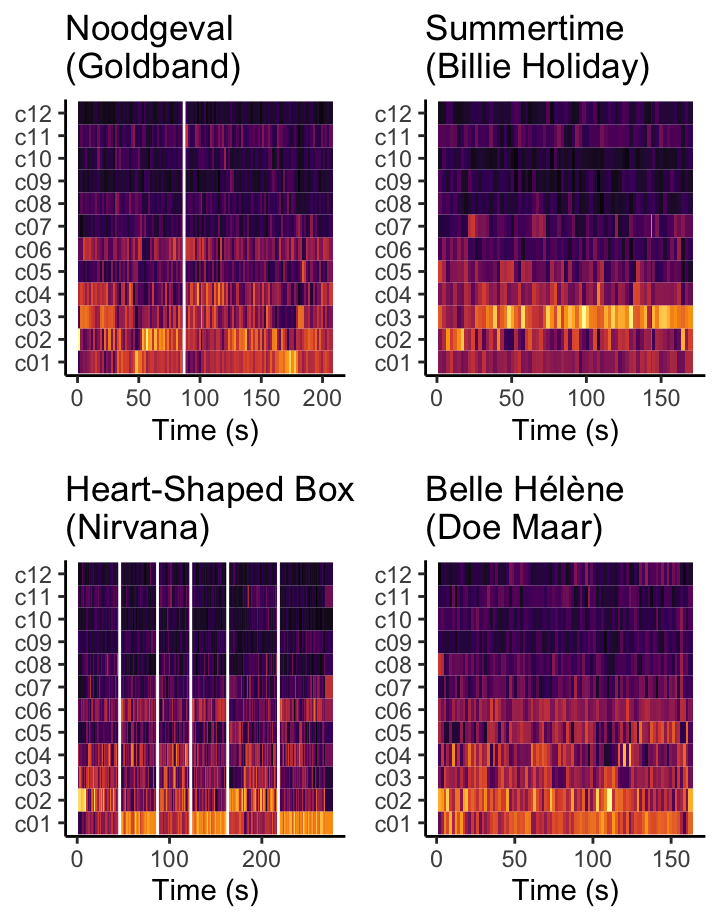 Noodgeval
(Goldband)
c12
c11
c10
c09
c08
c07
c06
c05
c04
c03
c02
c01
0 50 100 150 200
Time (s)
Summertime
(Billie Holiday)
c12
c11
c10
c09
c08
c07
c06
c05
c04
c03
c02
c01
0 50 100 150
Time (s)
Heart-Shaped Box
(Nirvana)
c12
c11
c10
c09
c08
c07
c06
c05
c04
c03
c02
c01
0 100 200
Time (s)
Belle Hélène
(Doe Maar)
c12
c11
c10
c09
c08
c07
c06
c05
c04
c03
c02
c01
0 50 100 150
Time (s)